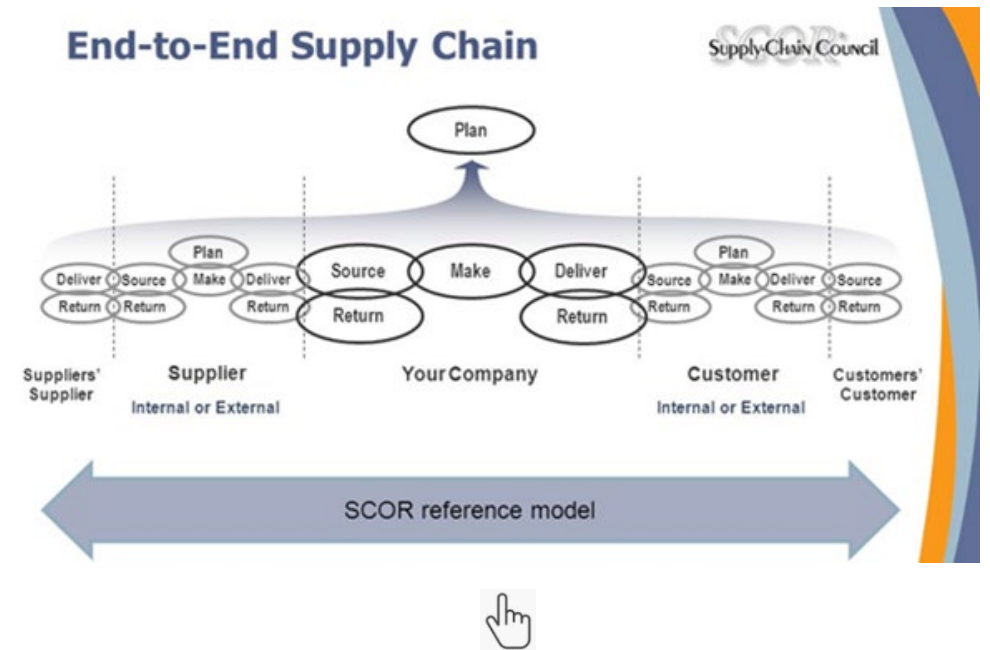 End-to-End Supply Chain
SCOR
Supply-Chain Council
Plan
Plan
Plan
Deliver Source Make Deliver Source Make Deliver Source Make Deliver Source
Return Return Return Return Return Return Return Return
Suppliers'
Supplier
Supplier
Internal or External
Your Company
Customer
Internal or External
Customers'
Customer
SCOR reference model